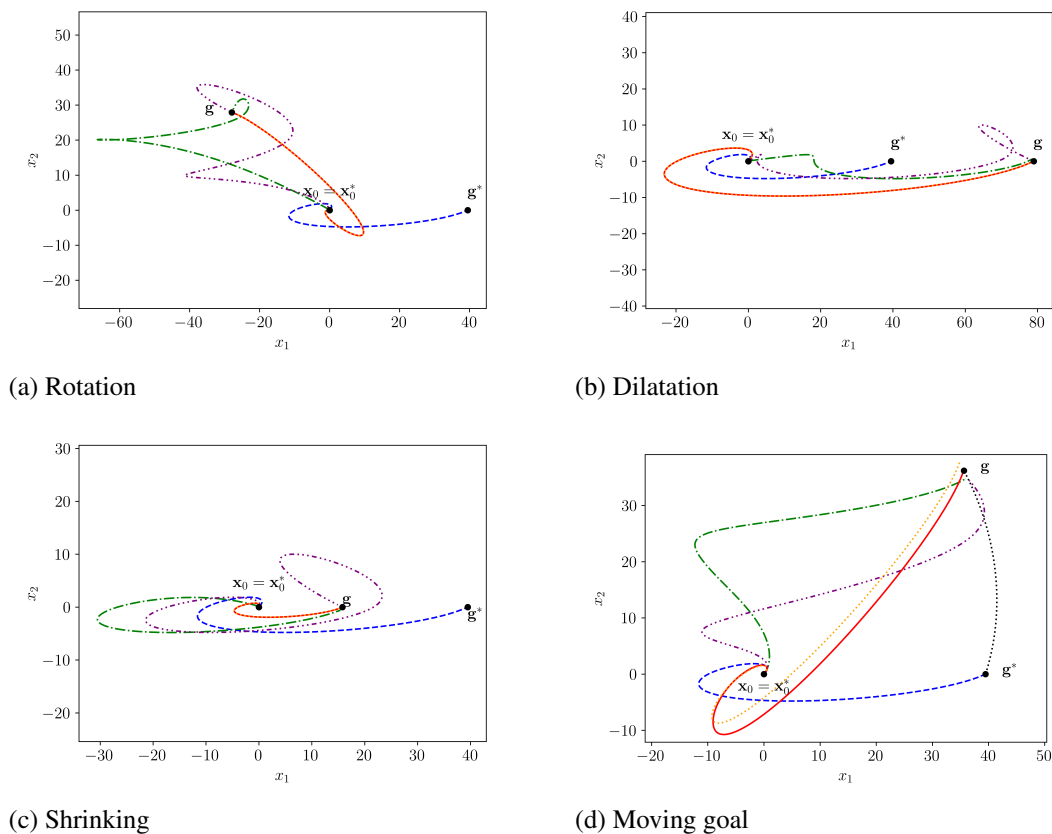 x₂
50
40
30
20
10
0
−10
−20
g
x₀ = x₀*
g*
−60 −40 −20 0 20 40
x₁
(a) Rotation
x₂
40
30
20
10
0
−10
−20
−30
−40
x₀ = x₀*
g*
g
−20 0 20 40 60 80
x₁
(b) Dilatation
x₂
30
20
10
0
−10
−20
x₀ = x₀*
g
g*
−30 −20 −10 0 10 20 30 40
x₁
(c) Shrinking
x₂
30
20
10
0
−10
g
g*
x₀ = x₀*
−20 −10 0 10 20 30 40 50
x₁
(d) Moving goal